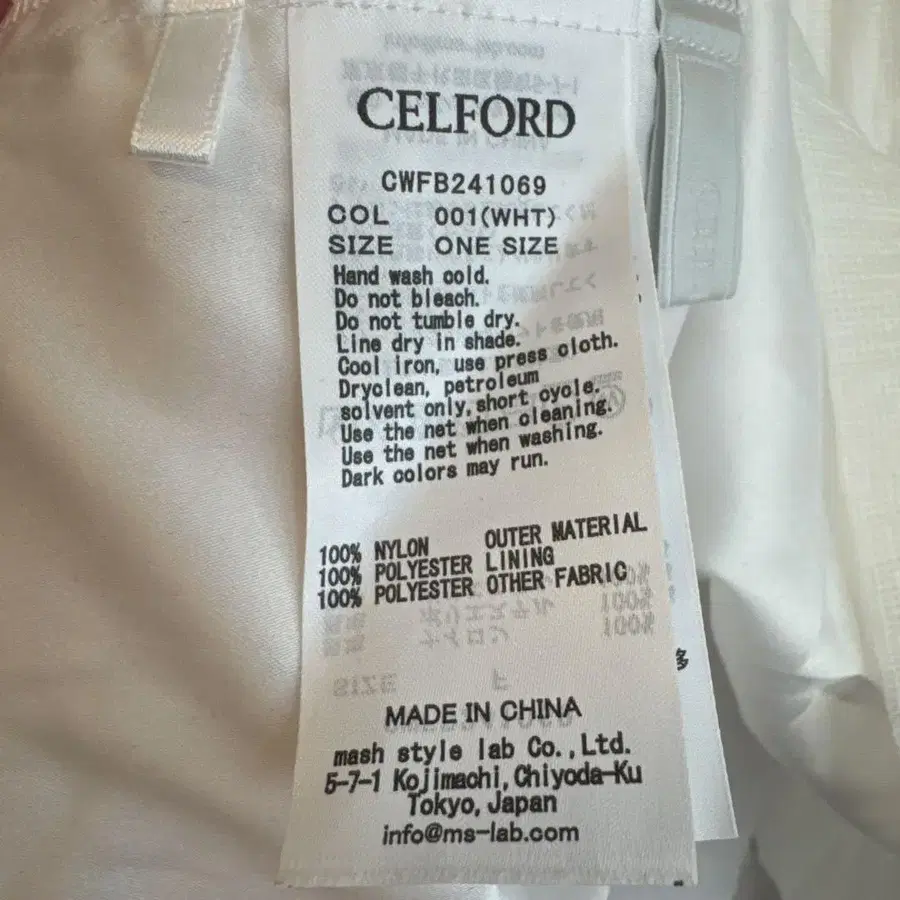 CELFORD
CWFB241069
COL 001(WHT)
SIZE ONE SIZE
Hand wash cold.
Do not bleach.
Do not tumble dry.
Line dry in shade.
Cool iron, use press cloth.
Dryclean, petroleum
solvent only, short cycle.
Use the net when cleaning.
Use the net when washing.
Dark colors may run.
100% NYLON OUTER MATERIAL
100% POLYESTER LINING
100% POLYESTER OTHER FABRIC
MADE IN CHINA
mash style lab Co.,Ltd.
5-7-1 Kojimachi,Chiyoda-Ku
Tokyo,Japan
info@ms-lab.com